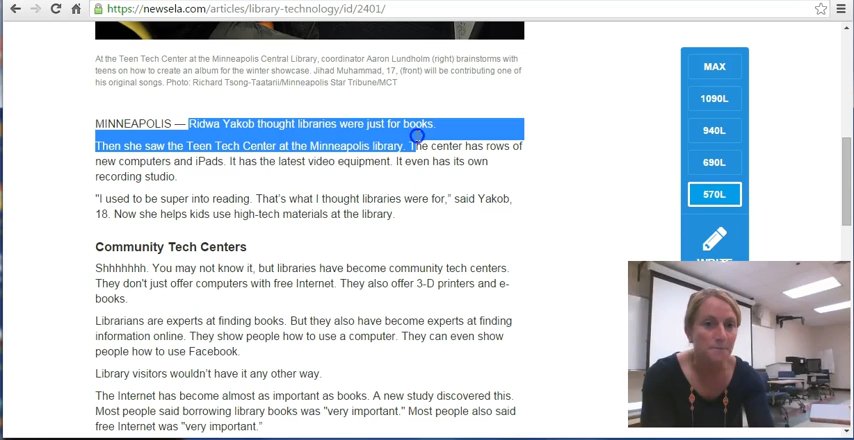 https://newsela.com/articles/library-technology/id/2401/
At the Teen Tech Center at the Minneapolis Central Library, coordinator Aaron Lundholm (right) brainstorms with
teens on how to create an album for the winter showcase. Jihad Muhammad, 17, (front) will be contributing one of
his original songs. Photo: Richard Tsong-Taatarii/Minneapolis Star Tribune/MCT
MINNEAPOLIS — Ridwa Yakob thought libraries were just for books.
Then she saw the Teen Tech Center at the Minneapolis library. The center has rows of
new computers and iPads. It has the latest video equipment. It even has its own
recording studio.
"I used to be super into reading. That's what I thought libraries were for," said Yakob,
18. Now she helps kids use high-tech materials at the library.
Community Tech Centers
Shhhhhhh. You may not know it, but libraries have become community tech centers.
They don't just offer computers with free Internet. They also offer 3-D printers and e-
books.
Librarians are experts at finding books. But they also have become experts at finding
information online. They show people how to use a computer. They can even show
people how to use Facebook.
Library visitors wouldn't have it any other way.
The Internet has become almost as important as books. A new study discovered this.
Most people said borrowing library books was "very important." Most people also said
free Internet was "very important."
MAX
1090L
940L
690L
570L
WRITE